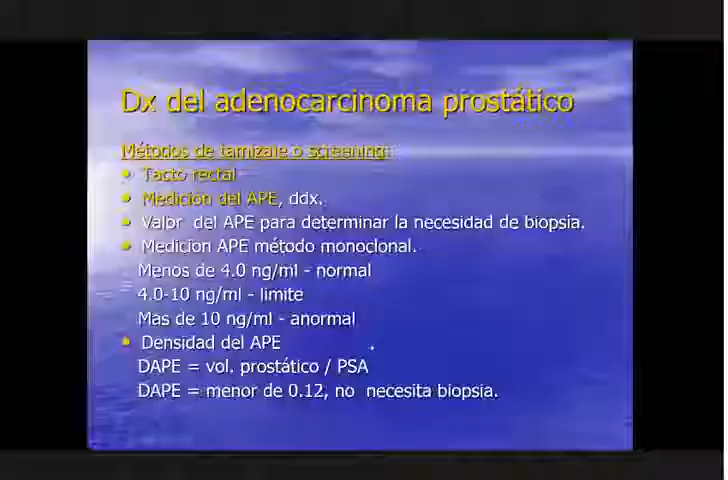 Dx del adenocarcinoma prostático
Métodos de tamizaje o screening:
• Tacto rectal
• Medición del APE, ddx.
• Valor del APE para determinar la necesidad de biopsia.
• Medicion APE método monoclonal.
Menos de 4.0 ng/ml - normal
4.0-10 ng/ml - limite
Mas de 10 ng/ml - anormal
• Densidad del APE .
DAPE = vol. prostático / PSA
DAPE = menor de 0.12, no necesita biopsia.